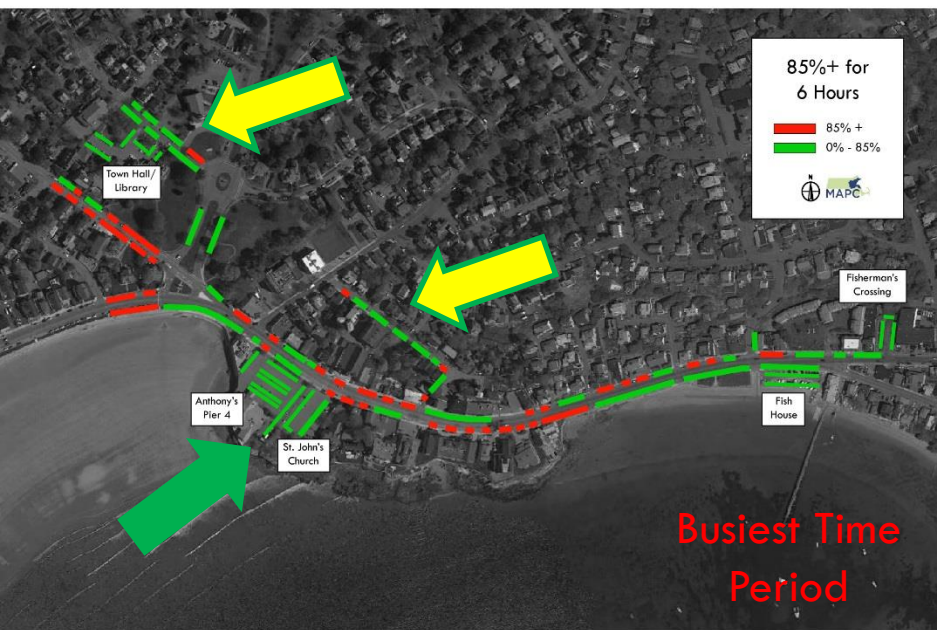 85%+ for
6 Hours
85% +
0% - 85%
N
MAPC
Town Hall/
Library
Fisherman's
Crossing
Anthony's
Pier 4
St. John's
Church
Fish
House
Busiest Time
Period